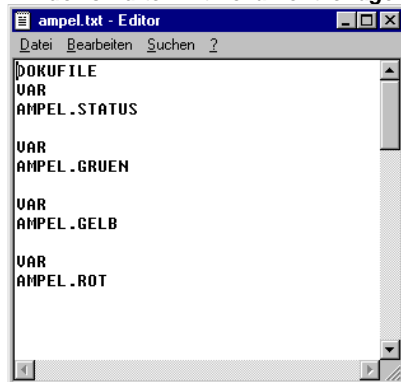 ampel.txt - Editor
Datei Bearbeiten Suchen ?
DOKUFILE
VAR
AMPEL.STATUS
VAR
AMPEL.GRUEN
VAR
AMPEL.GELB
VAR
AMPEL.ROT